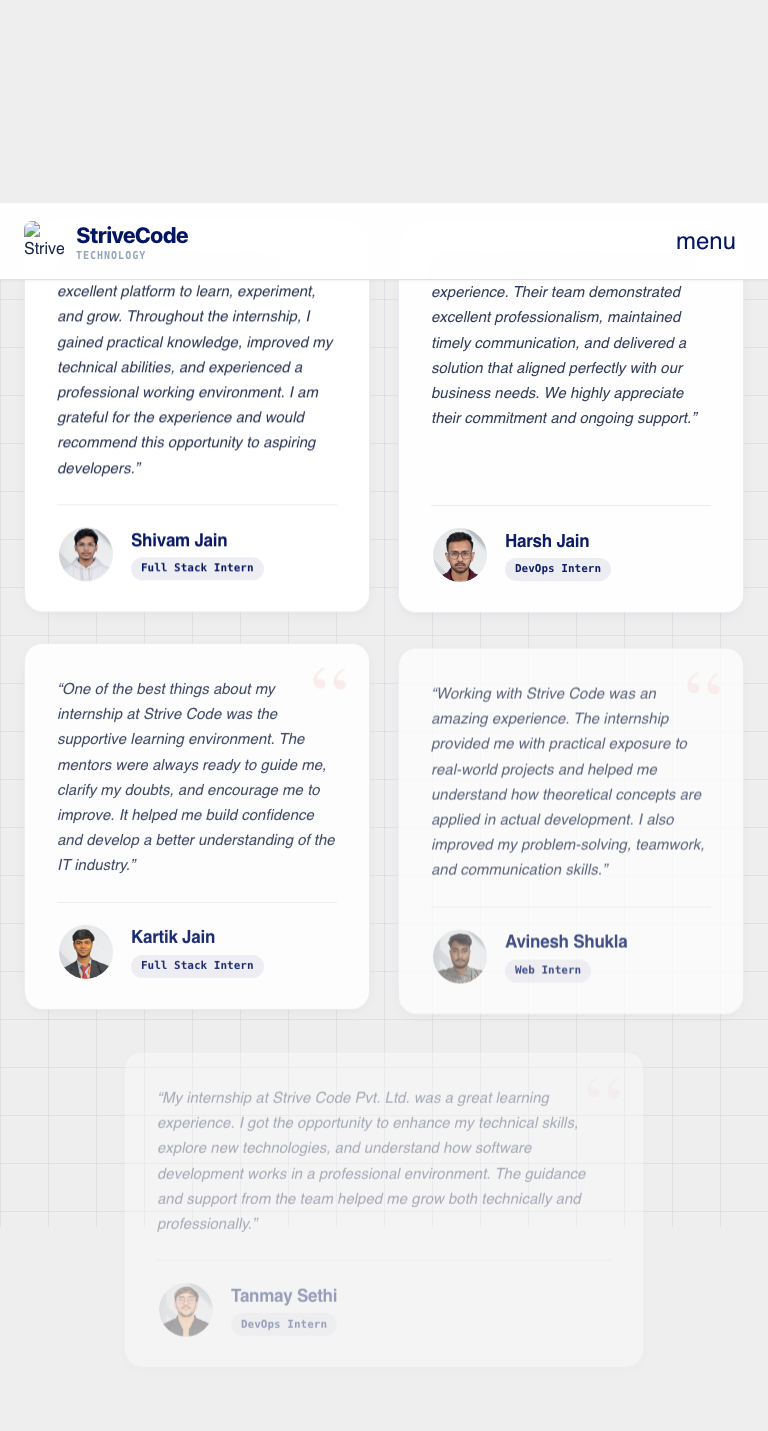 Strive
StriveCode
TECHNOLOGY
menu
excellent platform to learn, experiment,
and grow. Throughout the internship, I
gained practical knowledge, improved my
technical abilities, and experienced a
professional working environment. I am
grateful for the experience and would
recommend this opportunity to aspiring
developers.”
Shivam Jain
Full Stack Intern
experience. Their team demonstrated
excellent professionalism, maintained
timely communication, and delivered a
solution that aligned perfectly with our
business needs. We highly appreciate
their commitment and ongoing support.”
Harsh Jain
DevOps Intern
“One of the best things about my
internship at Strive Code was the
supportive learning environment. The
mentors were always ready to guide me,
clarify my doubts, and encourage me to
improve. It helped me build confidence
and develop a better understanding of the
IT industry.”
Kartik Jain
Full Stack Intern
“Working with Strive Code was an
amazing experience. The internship
provided me with practical exposure to
real-world projects and helped me
understand how theoretical concepts are
applied in actual development. I also
improved my problem-solving, teamwork,
and communication skills.”
Avinesh Shukla
Web Intern
“My internship at Strive Code Pvt. Ltd. was a great learning
experience. I got the opportunity to enhance my technical skills,
explore new technologies, and understand how software
development works in a professional environment. The guidance
and support from the team helped me grow both technically and
professionally.”
Tanmay Sethi
DevOps Intern